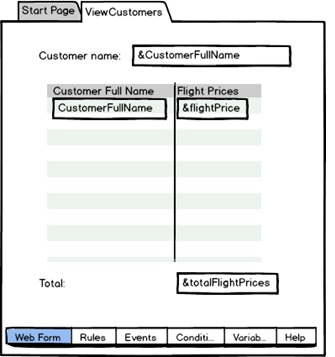 Start Page ViewCustomers
Customer name: &CustomerFullName
Customer Full Name Flight Prices
CustomerFullName &flightPrice
Total: &totalFlightPrices
Web Form Rules Events Conditi... Variab... Help